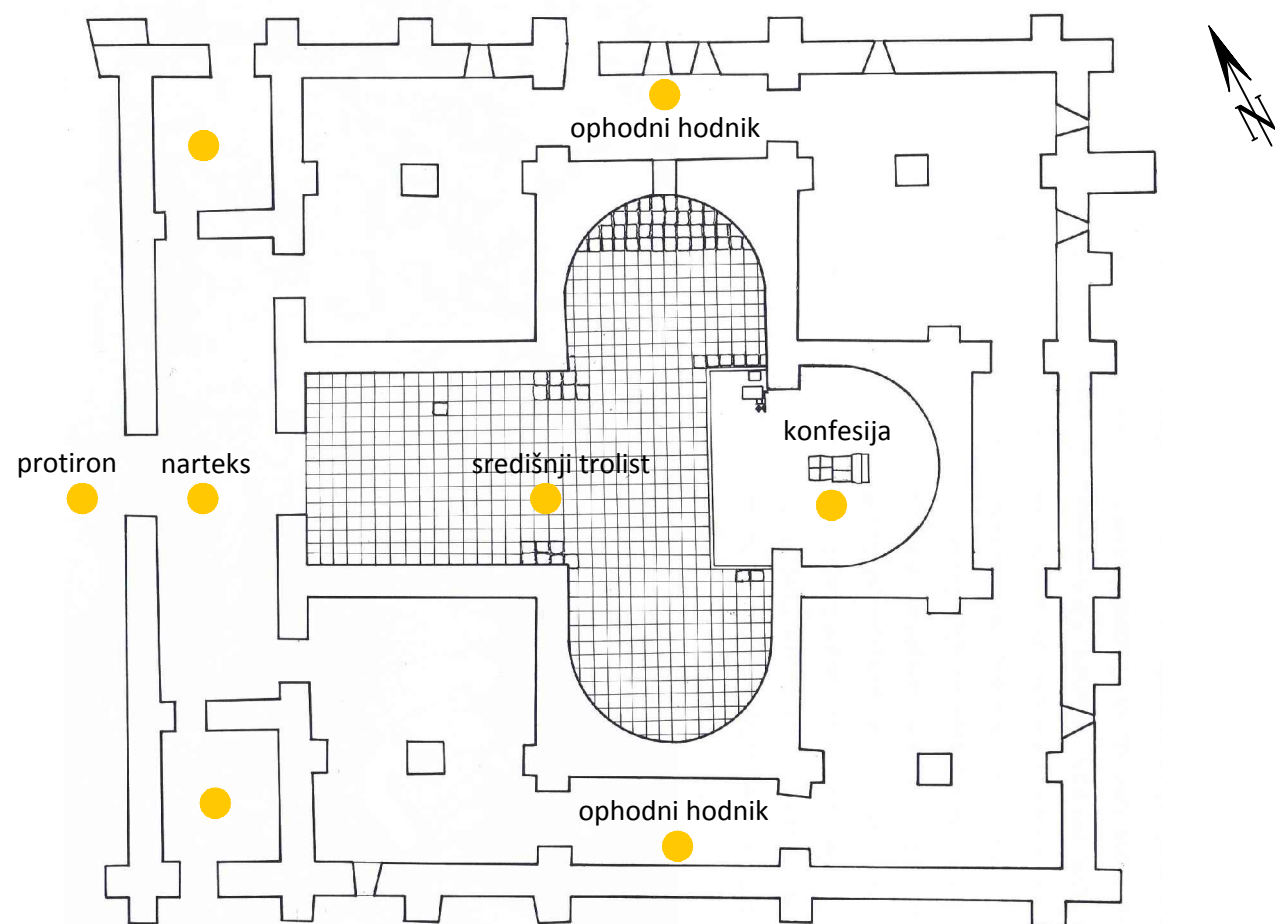 N
ophodni hodnik
konfesija
protiron
narteks
središnji trolist
ophodni hodnik